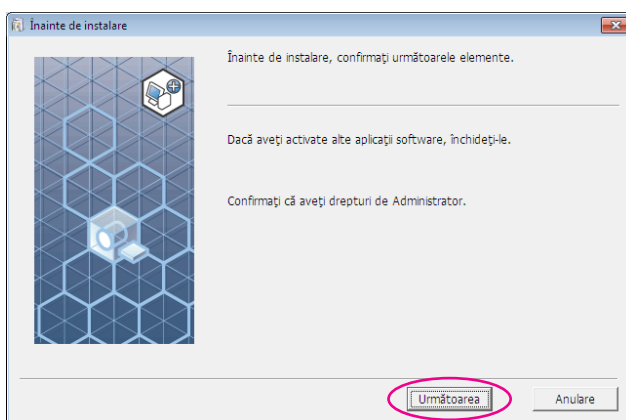 Înainte de instalare
Înainte de instalare, confirmați următoarele elemente.
Dacă aveți activate alte aplicații software, închideți-le.
Confirmați că aveți drepturi de Administrator.
Următoarea
Anulare